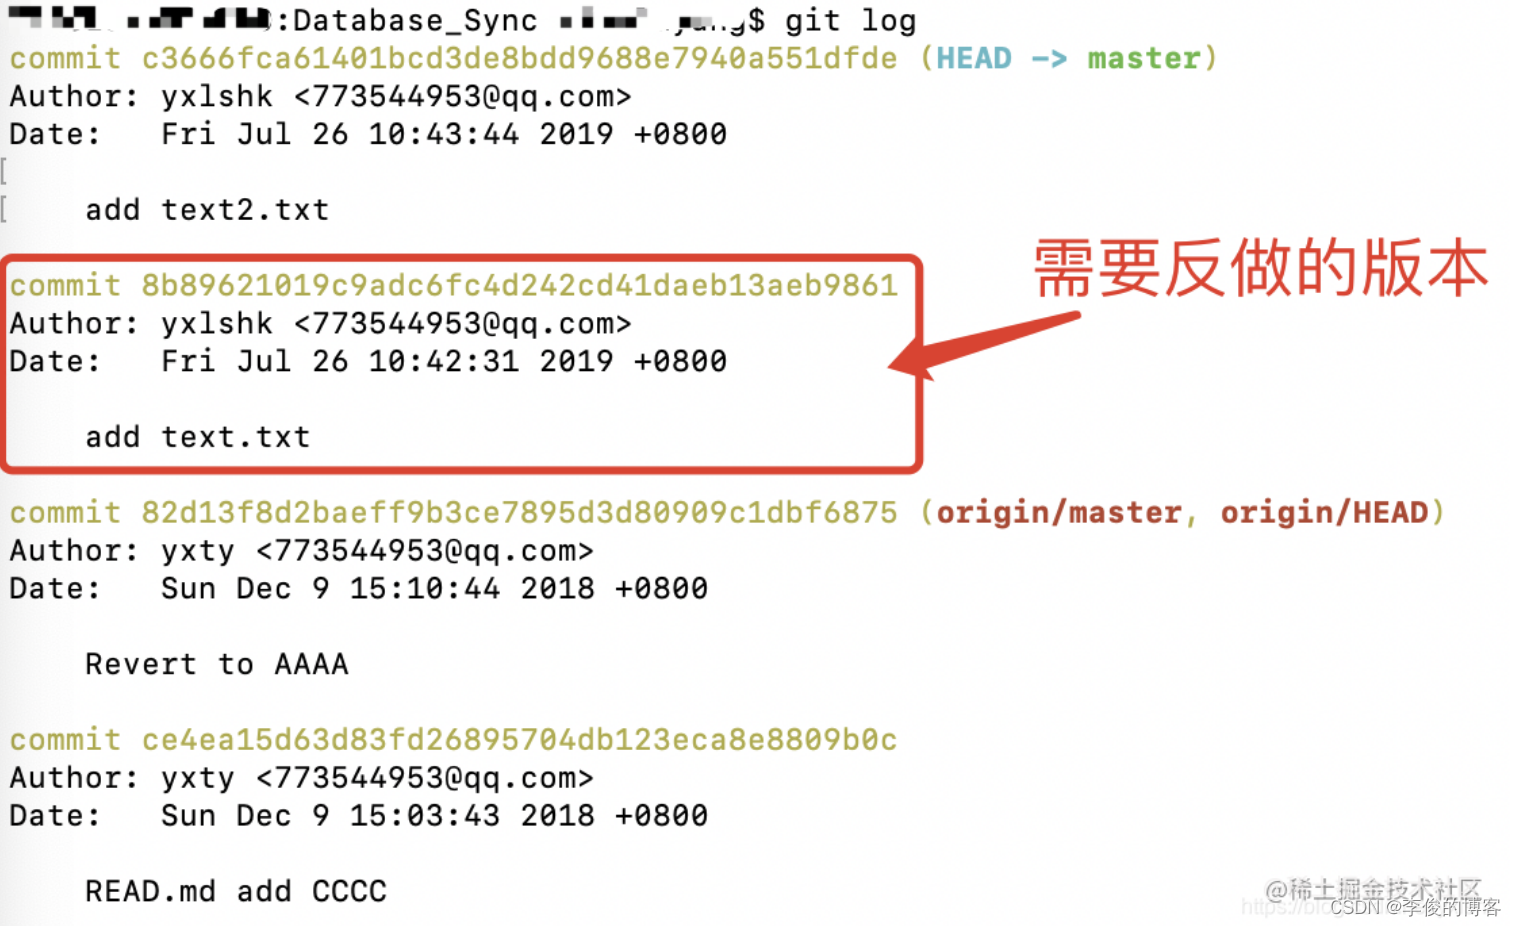 :Database_Sync $ git log
commit c3666fca61401bcd3de8bdd9688e7940a551dfde (HEAD -> master)
Author: yxlshk <773544953@qq.com>
Date:   Fri Jul 26 10:43:44 2019 +0800
[
[
add text2.txt
需要反做的版本
commit 8b89621019c9adc6fc4d242cd41daeb13aeb9861
Author: yxlshk <773544953@qq.com>
Date:   Fri Jul 26 10:42:31 2019 +0800
add text.txt
commit 82d13f8d2baeff9b3ce7895d3d80909c1dbf6875 (origin/master, origin/HEAD)
Author: yxty <773544953@qq.com>
Date:   Sun Dec 9 15:10:44 2018 +0800
Revert to AAAA
commit ce4ea15d63d83fd26895704db123eca8e8809b0c
Author: yxty <773544953@qq.com>
Date:   Sun Dec 9 15:03:43 2018 +0800
READ.md add CCCC
@稀土掘金技术社区
CSDN @李俊的博客